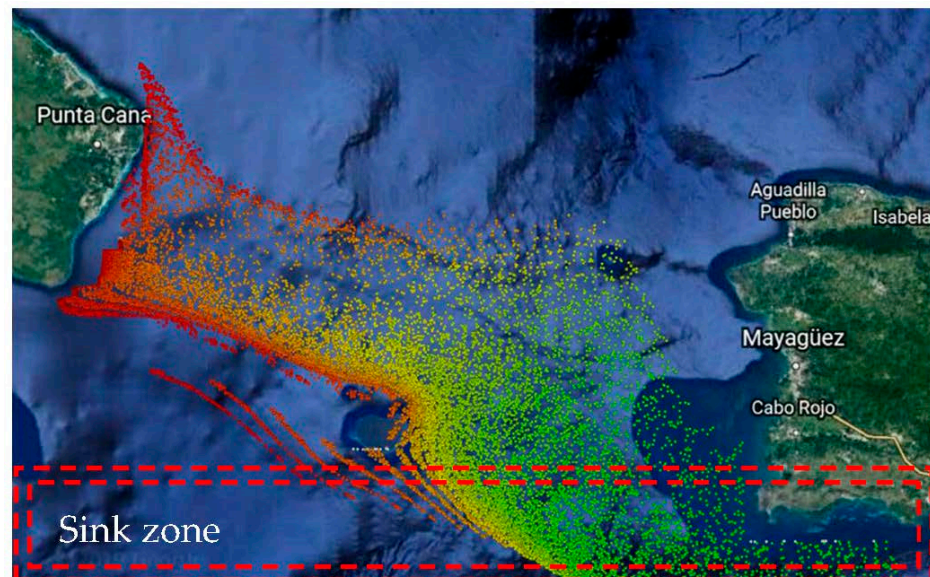 Punta Cana
Aguadilla
Pueblo
Isabela
Mayagüez
Cabo Rojo
Sink zone